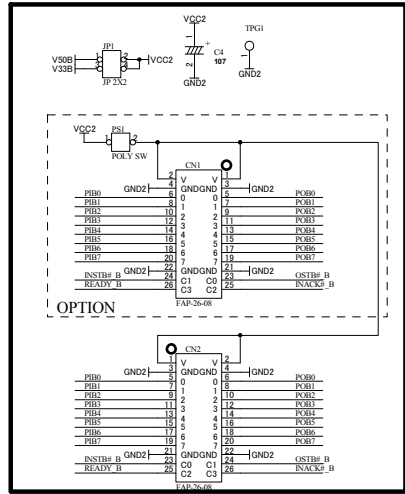 VCC2
TPG1
JP1
V50B 1 2 VCC2
V33B 3 4
JP 2X2
1 + C4
2 107
1
GND2
GND2
VCC2 PS1
1 2
POLY SW
CN1
2 V V 1
GND2 4 GND GND 3 GND2
PIB0 6 0 0 5 POB0
PIB1 8 1 1 7 POB1
PIB2 10 2 2 9 POB2
PIB3 12 3 3 11 POB3
PIB4 14 4 4 13 POB4
PIB5 16 5 5 15 POB5
PIB6 18 6 6 17 POB6
PIB7 20 7 7 19 POB7
GND2 22 GND GND 21 GND2
INSTB#_B 24 C1 C0 23 OSTB#_B
READY_B 26 C3 C2 25 INACK#_B
OPTION
FAP-26-08
CN2
1 V V 2
GND2 3 GND GND 4 GND2
PIB0 5 0 0 6 POB0
PIB1 7 1 1 8 POB1
PIB2 9 2 2 10 POB2
PIB3 11 3 3 12 POB3
PIB4 13 4 4 14 POB4
PIB5 15 5 5 16 POB5
PIB6 17 6 6 18 POB6
PIB7 19 7 7 20 POB7
GND2 21 GND GND 22 GND2
INSTB#_B 23 C0 C1 24 OSTB#_B
READY_B 25 C2 C3 26 INACK#_B
FAP-26-08